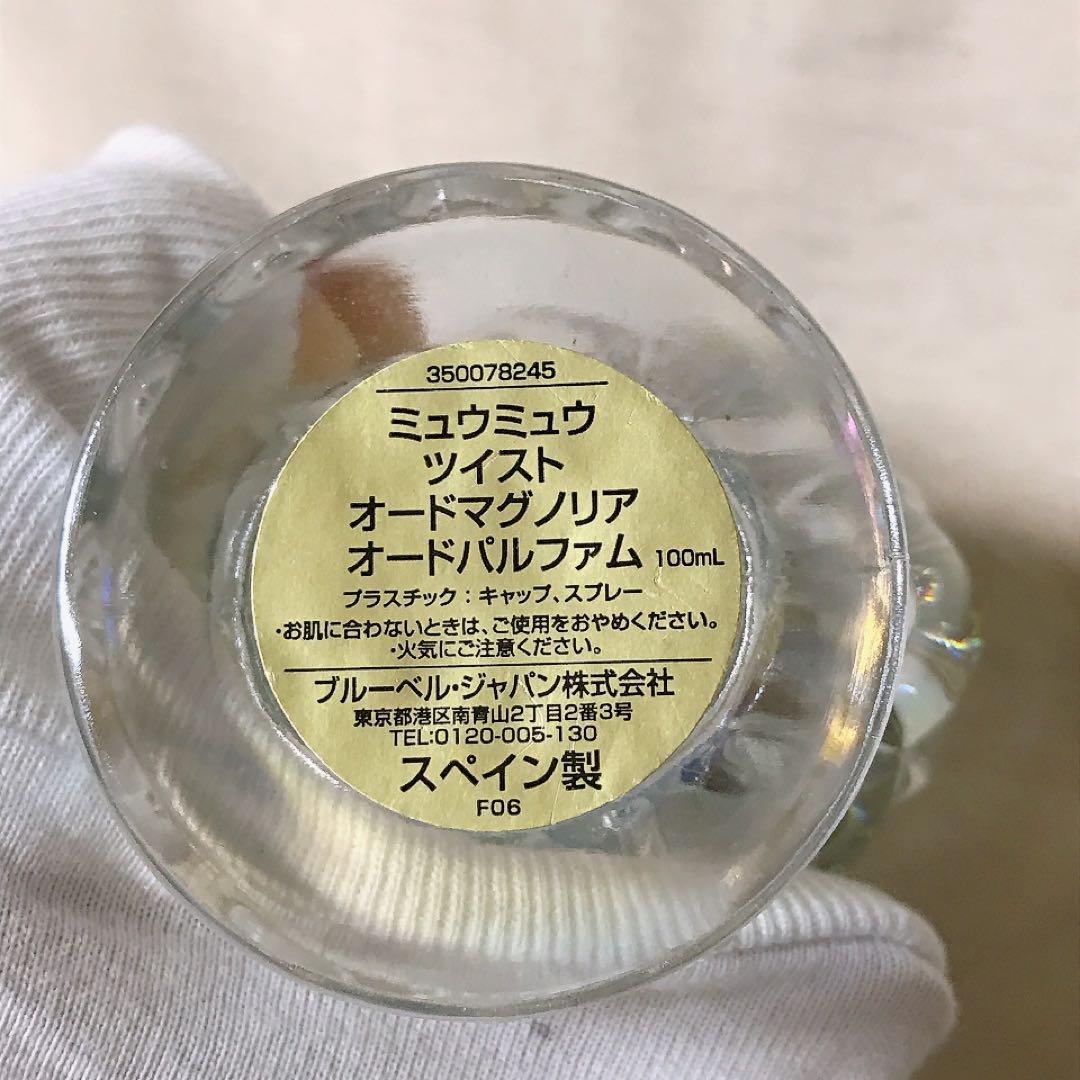 350078245
ミュウミュウ
ツイスト
オードマグノリア
オードパルファム 100mL
プラスチック：キャップ、スプレー
・お肌に合わないときは、ご使用をおやめください。
・火気にご注意ください。
ブルーベル・ジャパン株式会社
東京都港区南青山2丁目2番3号
TEL:0120-005-130
スペイン製
F06